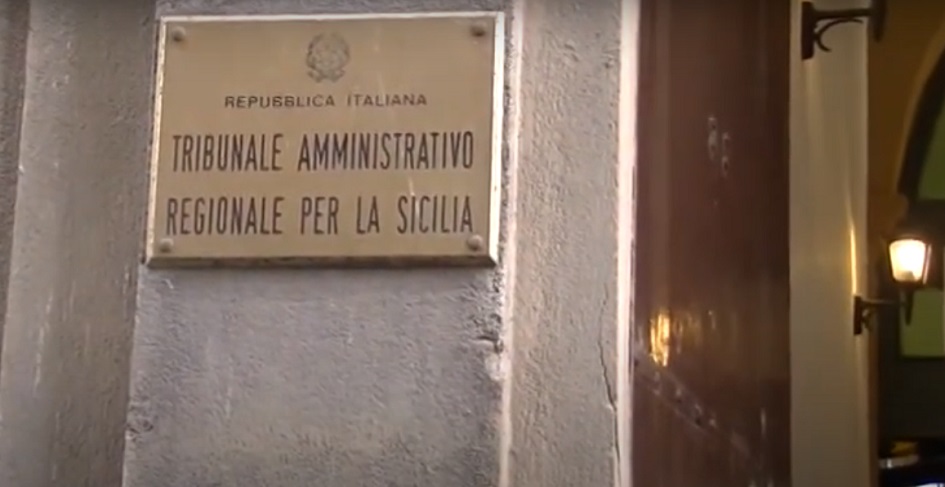 REPUBBLICA ITALIANA
TRIBUNALE AMMINISTRATIVO
REGIONALE PER LA SICILIA